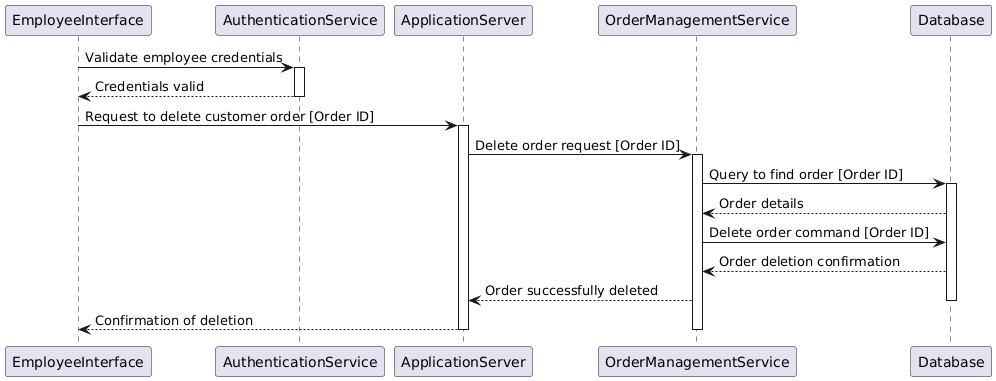 EmployeeInterface
AuthenticationService
ApplicationServer
OrderManagementService
Database
Validate employee credentials
Credentials valid
Request to delete customer order [Order ID]
Delete order request [Order ID]
Query to find order [Order ID]
Order details
Delete order command [Order ID]
Order deletion confirmation
Order successfully deleted
Confirmation of deletion
EmployeeInterface
AuthenticationService
ApplicationServer
OrderManagementService
Database